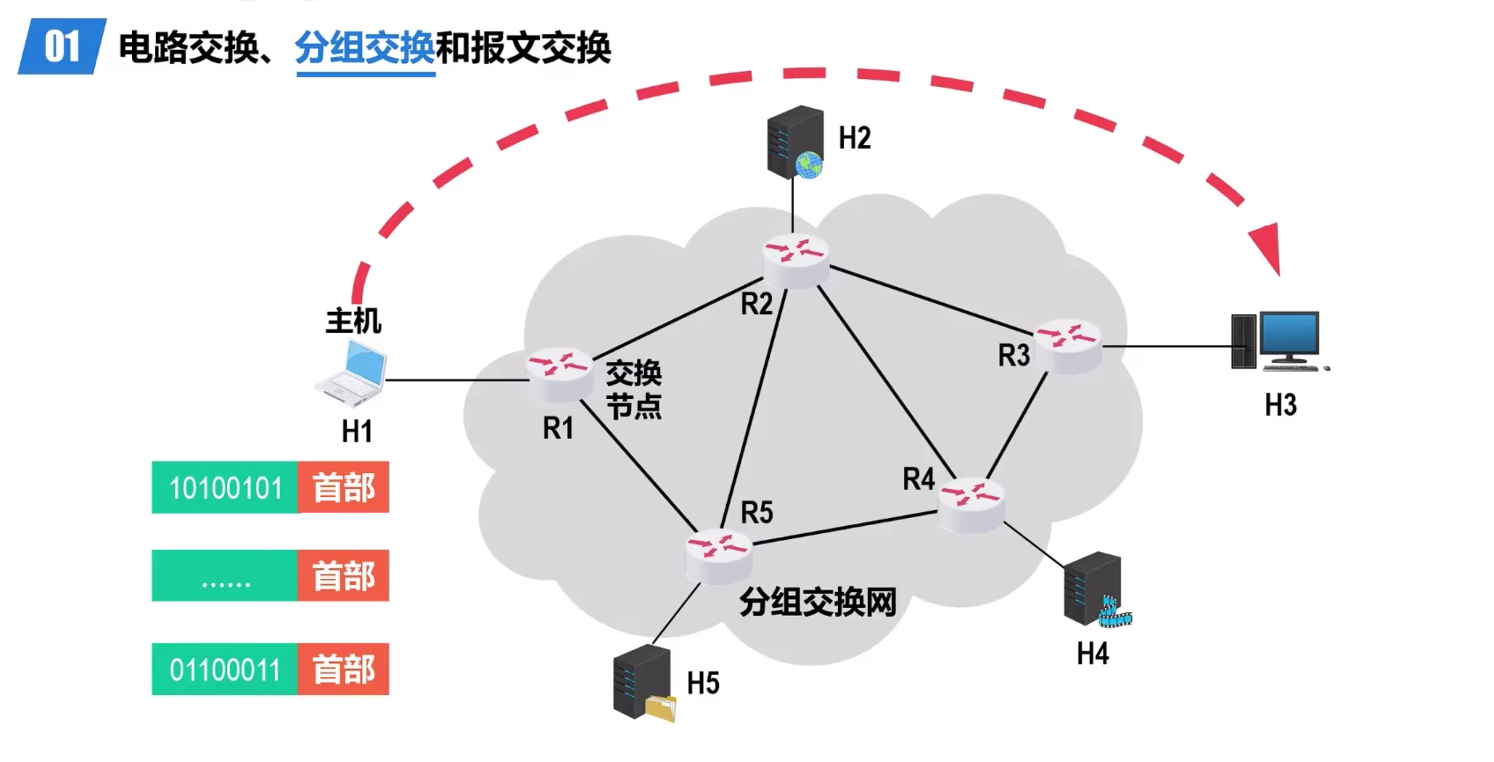 01 电路交换、分组交换和报文交换
H2
R2
主机
R3
交换
节点
H3
R1
H1
10100101 首部
R4
R5
...... 首部
分组交换网
H4
01100011 首部
H5